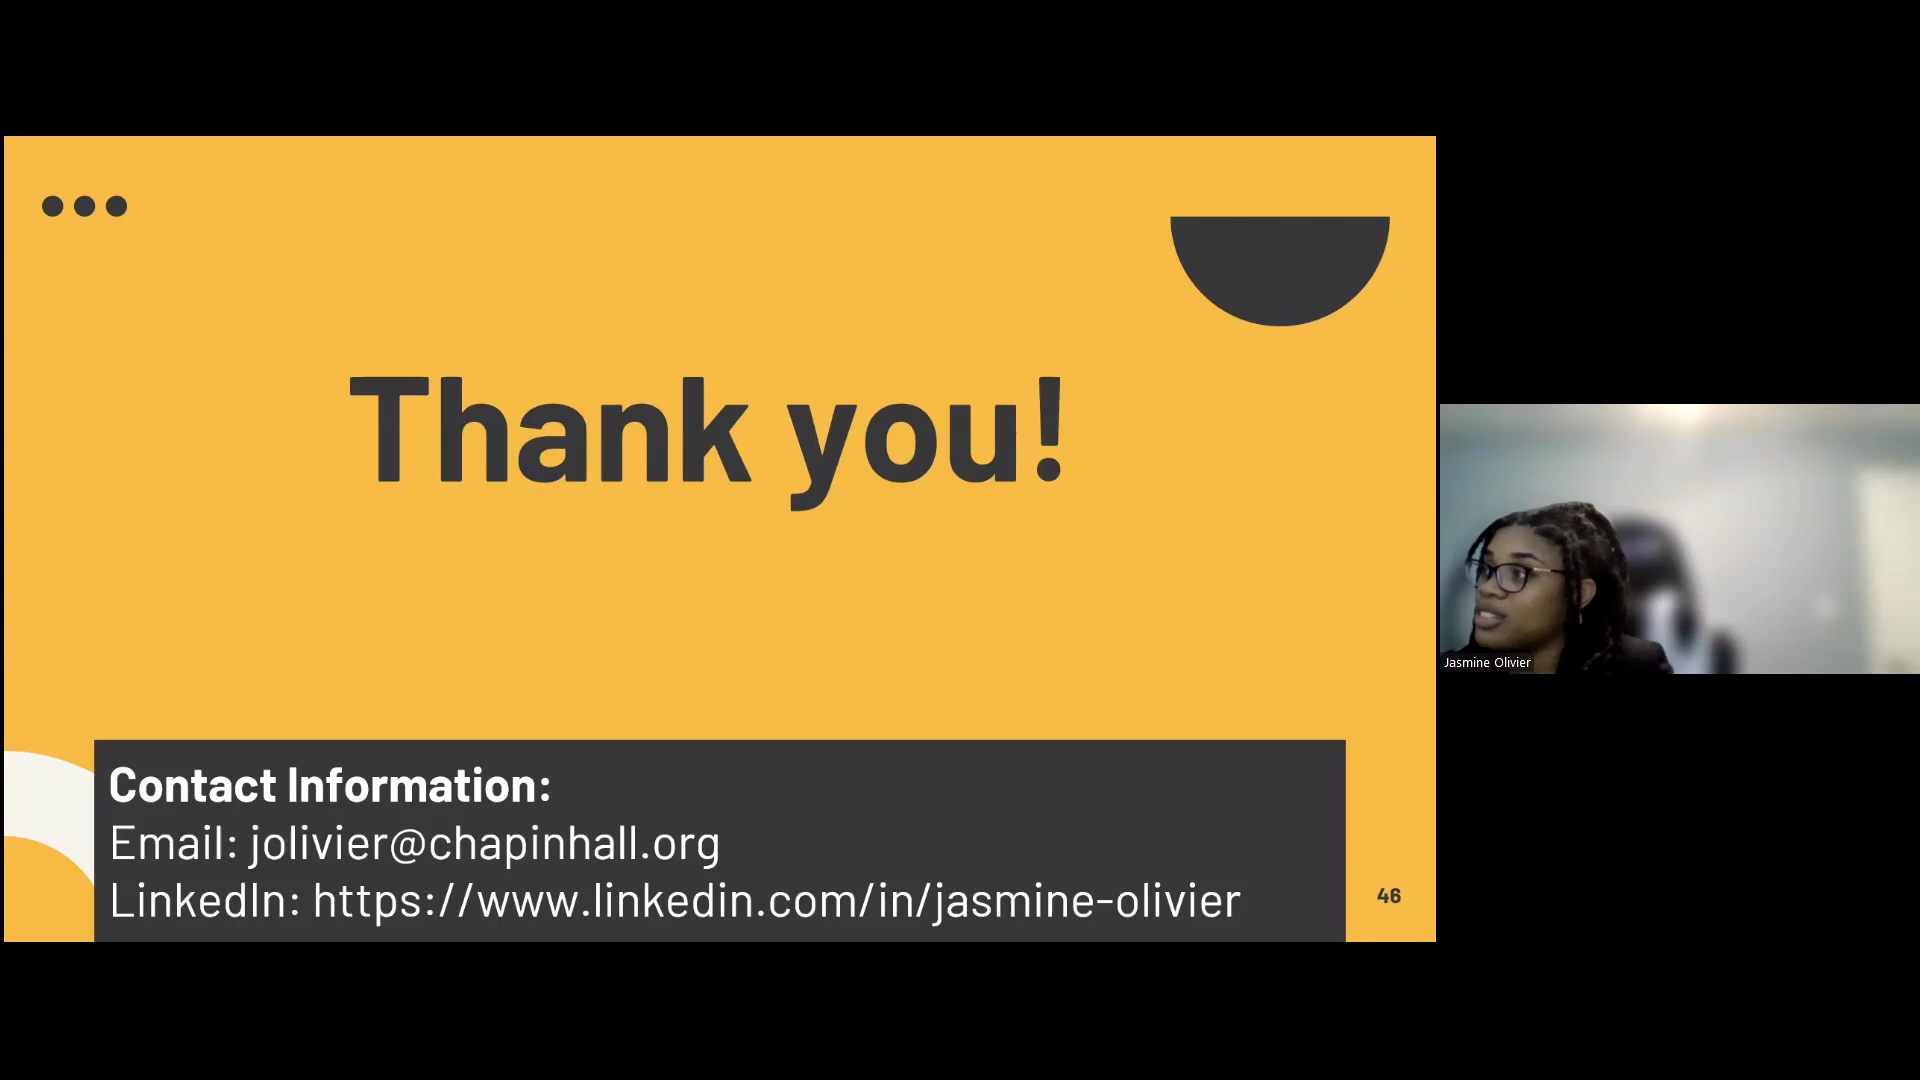 Thank you!
Contact Information:
Email: jolivier@chapinhall.org
LinkedIn: https://www.linkedin.com/in/jasmine-olivier
46
Jasmine Olivier